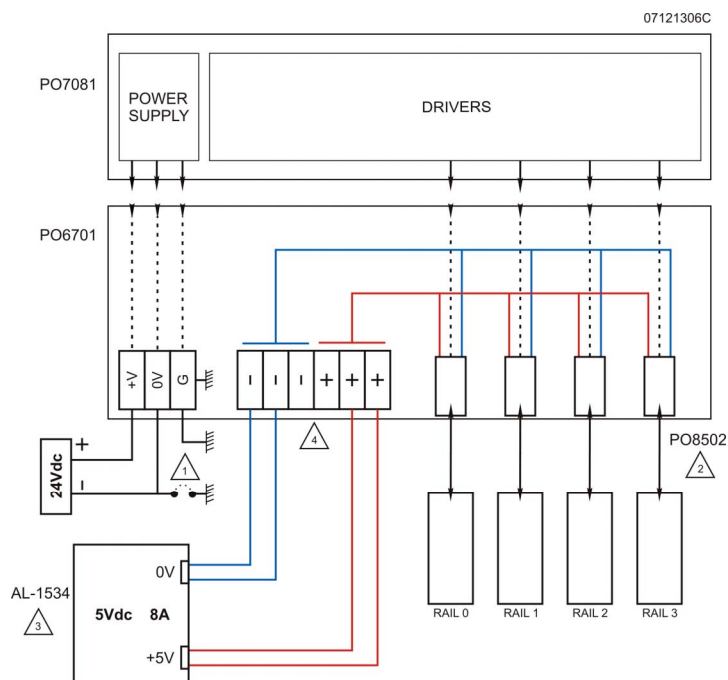 07121306C
PO7081
POWER
SUPPLY
DRIVERS
PO6701
+V
0V
G
-
-
-
+
+
+
4
PO8502
2
24Vdc
+
-
1
AL-1534
3
5Vdc 8A
0V
+5V
RAIL 0
RAIL 1
RAIL 2
RAIL 3